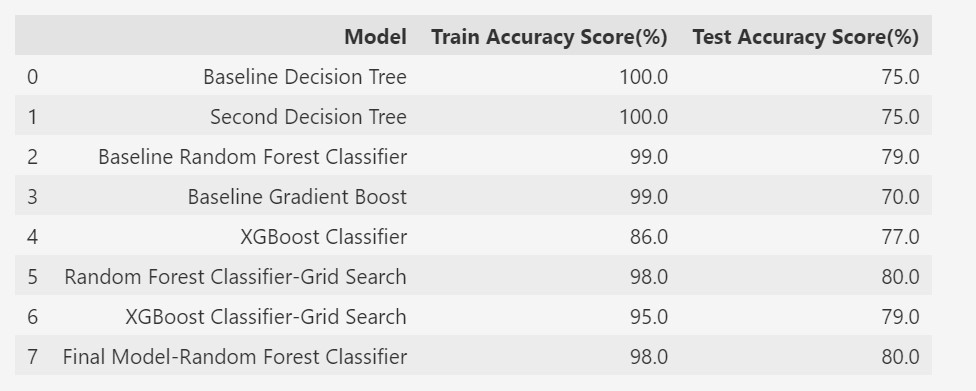 Model Train Accuracy Score(%) Test Accuracy Score(%)
0 Baseline Decision Tree 100.0 75.0
1 Second Decision Tree 100.0 75.0
2 Baseline Random Forest Classifier 99.0 79.0
3 Baseline Gradient Boost 99.0 70.0
4 XGBoost Classifier 86.0 77.0
5 Random Forest Classifier-Grid Search 98.0 80.0
6 XGBoost Classifier-Grid Search 95.0 79.0
7 Final Model-Random Forest Classifier 98.0 80.0